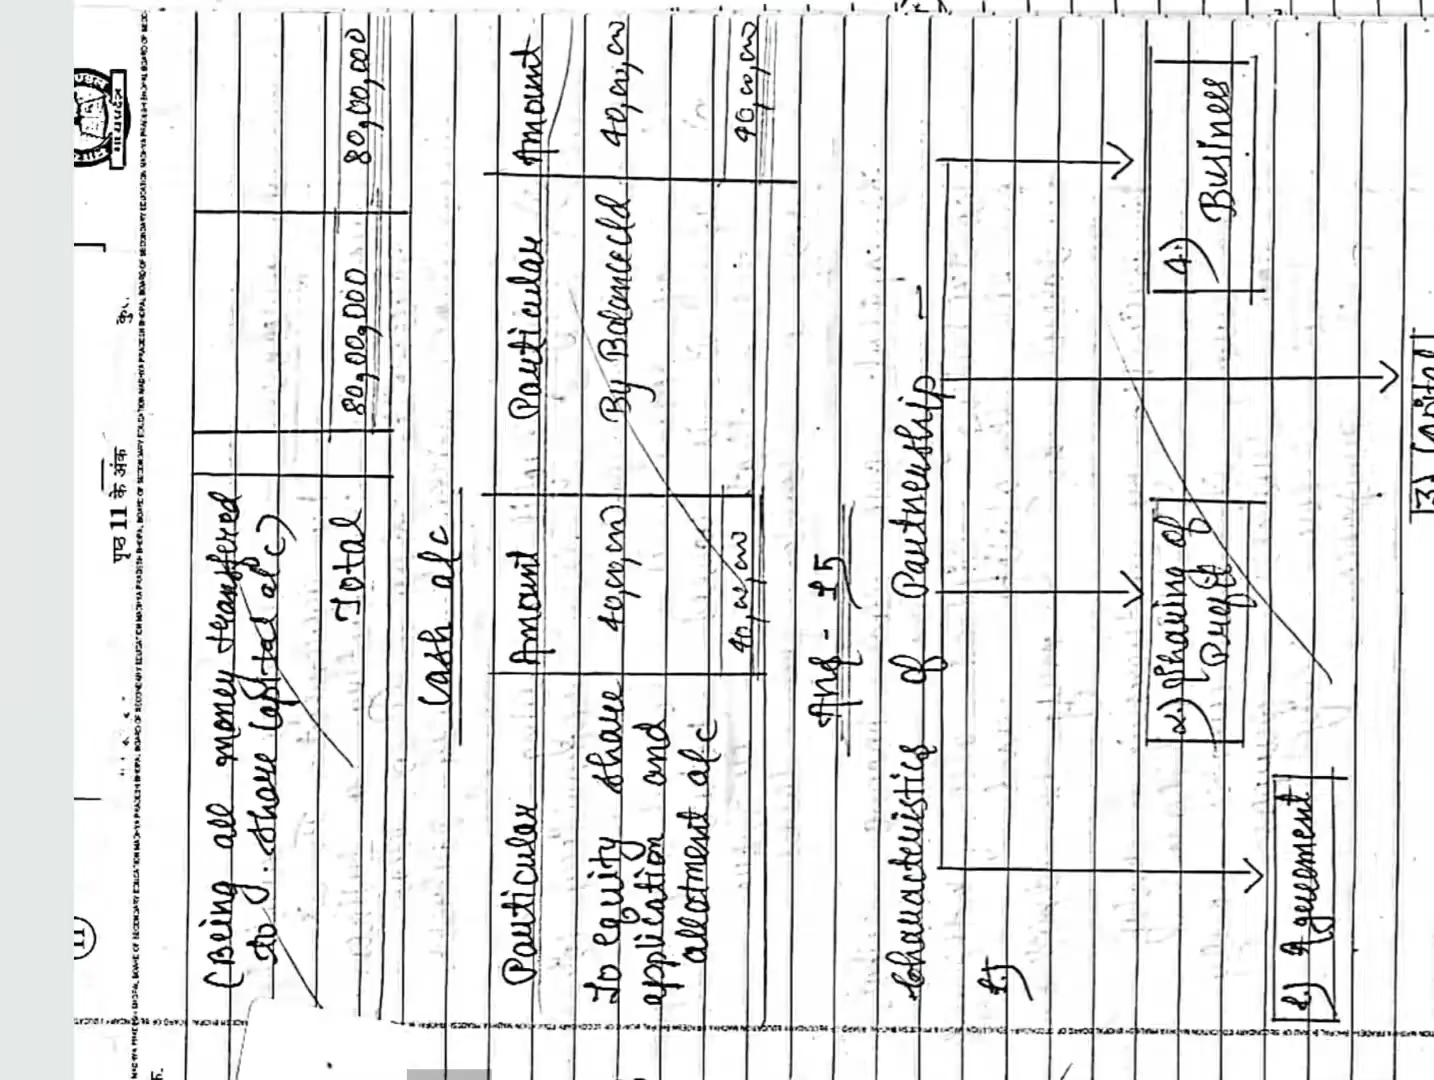 11
पृष्ठ 11 के अंक
(Being all money transferred
to share capital a/c)
Total 80,00,000 80,00,000
Cash a/c
Particular Amount Particular Amount
To equity share 40,00,000 By Balance c/d 40,00,000
application and
allotment a/c
40,00,000 40,00,000
Ans - 15
Characteristics of Partnership -
1.)
2.) Sharing of
Profit
4.) Business
1.) Agreement
3) Capital